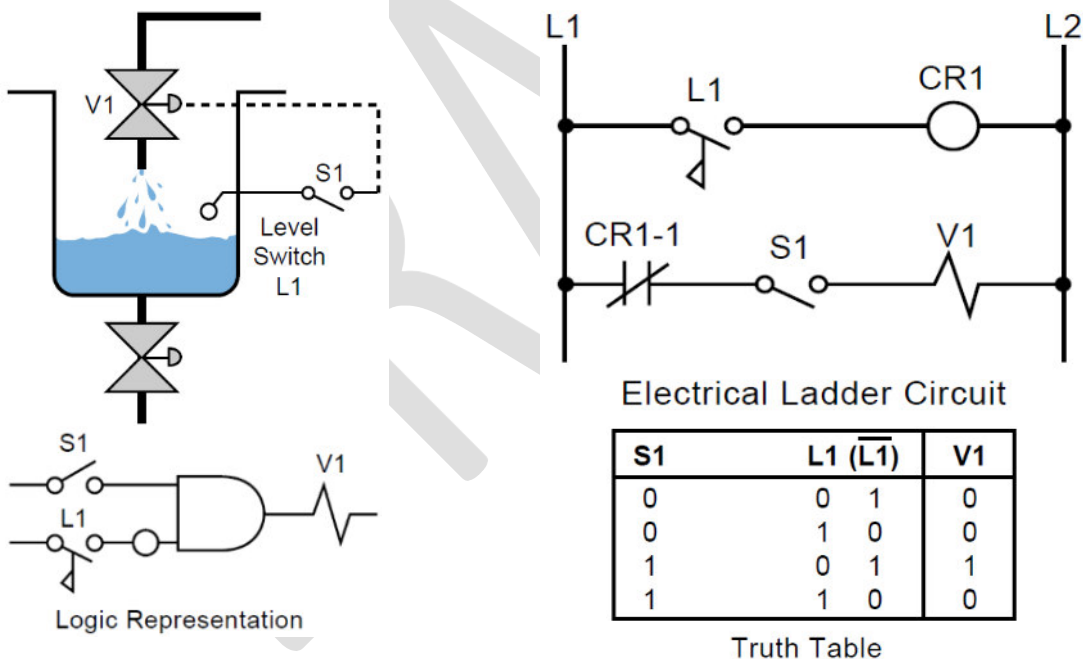 V1
S1
Level
Switch
L1
S1
V1
L1
Logic Representation
L1 L2
L1 CR1
CR1-1 S1 V1
Electrical Ladder Circuit
S1 L1 (L̅1̅) V1
0 0 1 0
0 1 0 0
1 0 1 1
1 1 0 0
Truth Table